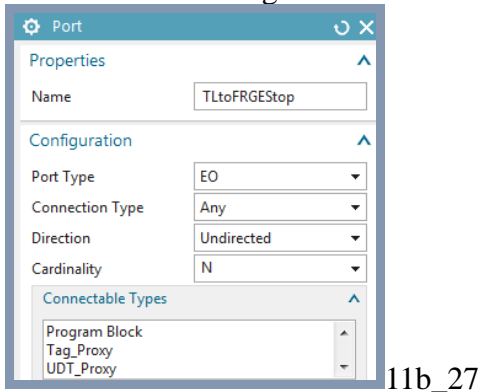 Port
Properties
Name TLtoFRGEStop
Configuration
Port Type EO
Connection Type Any
Direction Undirected
Cardinality N
Connectable Types
Program Block
Tag_Proxy
UDT_Proxy
11b_27